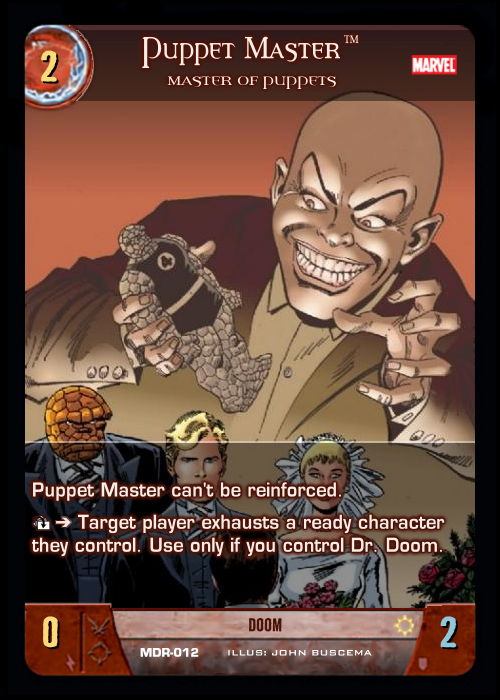 2
Puppet Master™
MASTER OF PUPPETS
MARVEL
Puppet Master can't be reinforced.
➔ Target player exhausts a ready character
they control. Use only if you control Dr. Doom.
0
DOOM
2
MDR-012 ILLUS: JOHN BUSCEMA